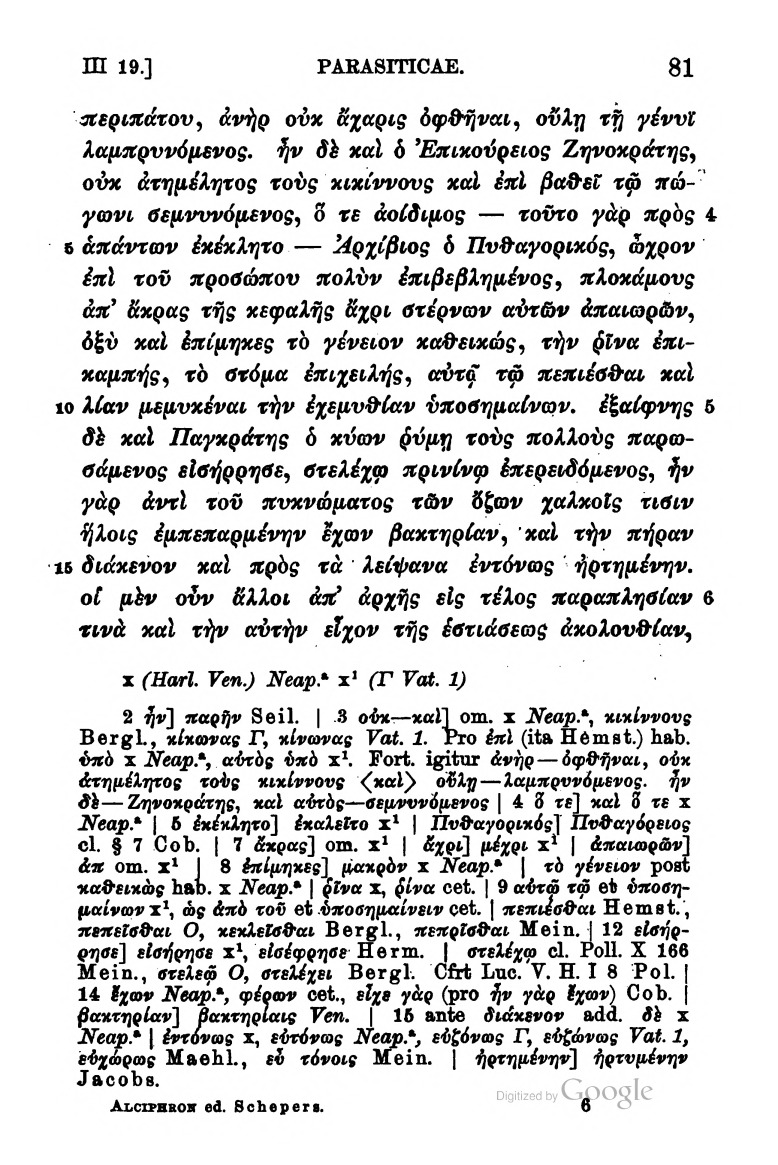 III 19.] PARASITICAE. 81
περιπάτου, ἀνὴρ οὐκ ἄχαρις ὀφθῆναι, οὔλῃ τῇ γένυϊ
λαμπρυνόμενος. ἦν δὲ καὶ ὁ Ἐπικούρειος Ζηνοκράτης,
οὐκ ἀτημέλητος τοὺς κικίννους καὶ ἐπὶ βαθεῖ τῷ πώ-
γωνι σεμνυνόμενος, ὅ τε ἀοίδιμος — τοῦτο γὰρ πρὸς 4
5 ἁπάντων ἐκέκλητο — Ἀρχίβιος ὁ Πυθαγορικός, ὦχρον
ἐπὶ τοῦ προσώπου πολὺν ἐπιβεβλημένος, πλοκάμους
ἀπ' ἄκρας τῆς κεφαλῆς ἄχρι στέρνων αὐτῶν ἀπαιωρῶν,
ὀξὺ καὶ ἐπίμηκες τὸ γένειον καθεικώς, τὴν ῥῖνα ἐπι-
καμπής, τὸ στόμα ἐπιχειλής, αὐτῷ τῷ πεπιέσθαι καὶ
10 λίαν μεμυκέναι τὴν ἐχεμυθίαν ὑποσημαίνων. ἐξαίφνης 5
δὲ καὶ Παγκράτης ὁ κύων ῥύμῃ τοὺς πολλοὺς παρω-
σάμενος εἰσήρρησε, στελέχῳ πρινίνῳ ἐπερειδόμενος, ἦν
γὰρ ἀντὶ τοῦ πυκνώματος τῶν ὄζων χαλκοῖς τισιν
ἥλοις ἐμπεπαρμένην ἔχων βακτηρίαν, καὶ τὴν πήραν
15 διάκενον καὶ πρὸς τὰ λείψανα ἐντόνως ἠρτημένην.
οἱ μὲν οὖν ἄλλοι ἀπ' ἀρχῆς εἰς τέλος παραπλησίαν 6
τινὰ καὶ τὴν αὐτὴν εἶχον τῆς ἑστιάσεως ἀκολουθίαν,
x (Harl. Ven.) Neap.ᵃ x¹ (Γ Vat. 1)
2 ἦν] παρῆν Seil. | 3 οὐκ—καὶ] om. x Neap.ᵃ, κικίννους
Bergl., κίκωνας Γ, κίνωνας Vat. 1. Pro ἐπὶ (ita Hemst.) hab.
ὑπὸ x Neap.ᵃ, αὐτὸς ὑπὸ x¹. Fort. igitur ἀνὴρ—ὀφθῆναι, οὐκ
ἀτημέλητος τοὺς κικίννους ⟨καὶ⟩ οὔλῃ—λαμπρυνόμενος. ἦν
δὲ—Ζηνοκράτης, καὶ αὐτὸς—σεμνυνόμενος | 4 ὅ τε] καὶ ὅ τε x
Neap.ᵃ | 5 ἐκέκλητο] ἐκαλεῖτο x¹ | Πυθαγορικός] Πυθαγόρειος
cl. § 7 Cob. | 7 ἄκρας] om. x¹ | ἄχρι] μέχρι x¹ | ἀπαιωρῶν]
ἀπ om. x¹ | 8 ἐπίμηκες] μακρὸν x Neap.ᵃ | τὸ γένειον post
καθεικὼς hab. x Neap.ᵃ | ῥῖνα x, ῥίνα cet. | 9 αὐτῷ τῷ et ὑποση-
μαίνων x¹, ὡς ἀπὸ τοῦ et ὑποσημαίνειν cet. | πεπιέσθαι Hemst.,
πεπεῖσθαι O, κεκλεῖσθαι Bergl., πεπρῖσθαι Mein. | 12 εἰσήρ-
ρησε] εἰσήρησε x¹, εἰσέφρησε Herm. | στελέχῳ cl. Poll. X 166
Mein., στελεῷ O, στελέχει Bergl. Cfrt Luc. V. H. I 8 Pol. |
14 ἔχων Neap.ᵃ, φέρων cet., εἶχε γὰρ (pro ἦν γὰρ ἔχων) Cob. |
βακτηρίαν] βακτηρίαις Ven. | 15 ante διάκενον add. δὲ x
Neap.ᵃ | ἐντόνως x, εὐτόνως Neap.ᵃ, εὐζόνως Γ, εὐζώνως Vat. 1,
εὐχώρως Maehl., εὖ τόνοις Mein. | ἠρτημένην] ἠρτυμένην
Jacobs.
ALCIPHRON ed. Schepers. 6
Digitized by Google